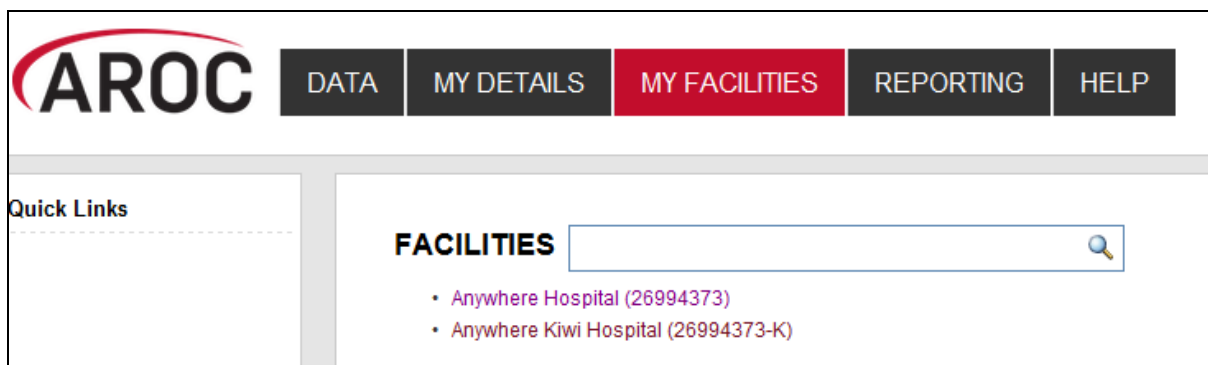 AROC DATA MY DETAILS MY FACILITIES REPORTING HELP
Quick Links
FACILITIES
• Anywhere Hospital (26994373)
• Anywhere Kiwi Hospital (26994373-K)